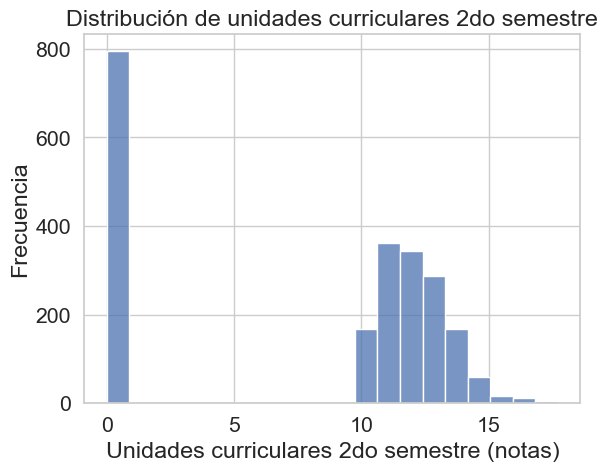 Distribución de unidades curriculares 2do semestre
800
600
400
200
0
Frecuencia
0 5 10 15
Unidades curriculares 2do semestre (notas)